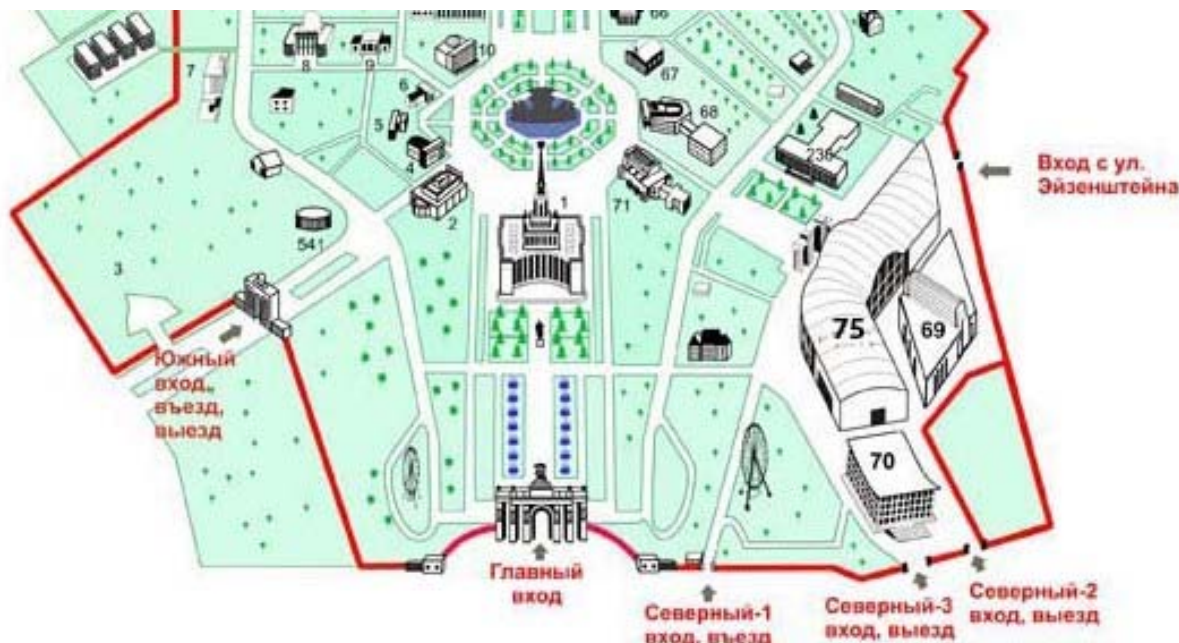 66
10
7
8
9
67
6
68
5
236
4
Вход с ул.
Эйзенштейна
71
1
2
541
3
75
69
Южный
вход,
въезд,
выезд
70
Главный
вход
Северный-1
вход, въезд
Северный-3
вход, выезд
Северный-2
вход, выезд